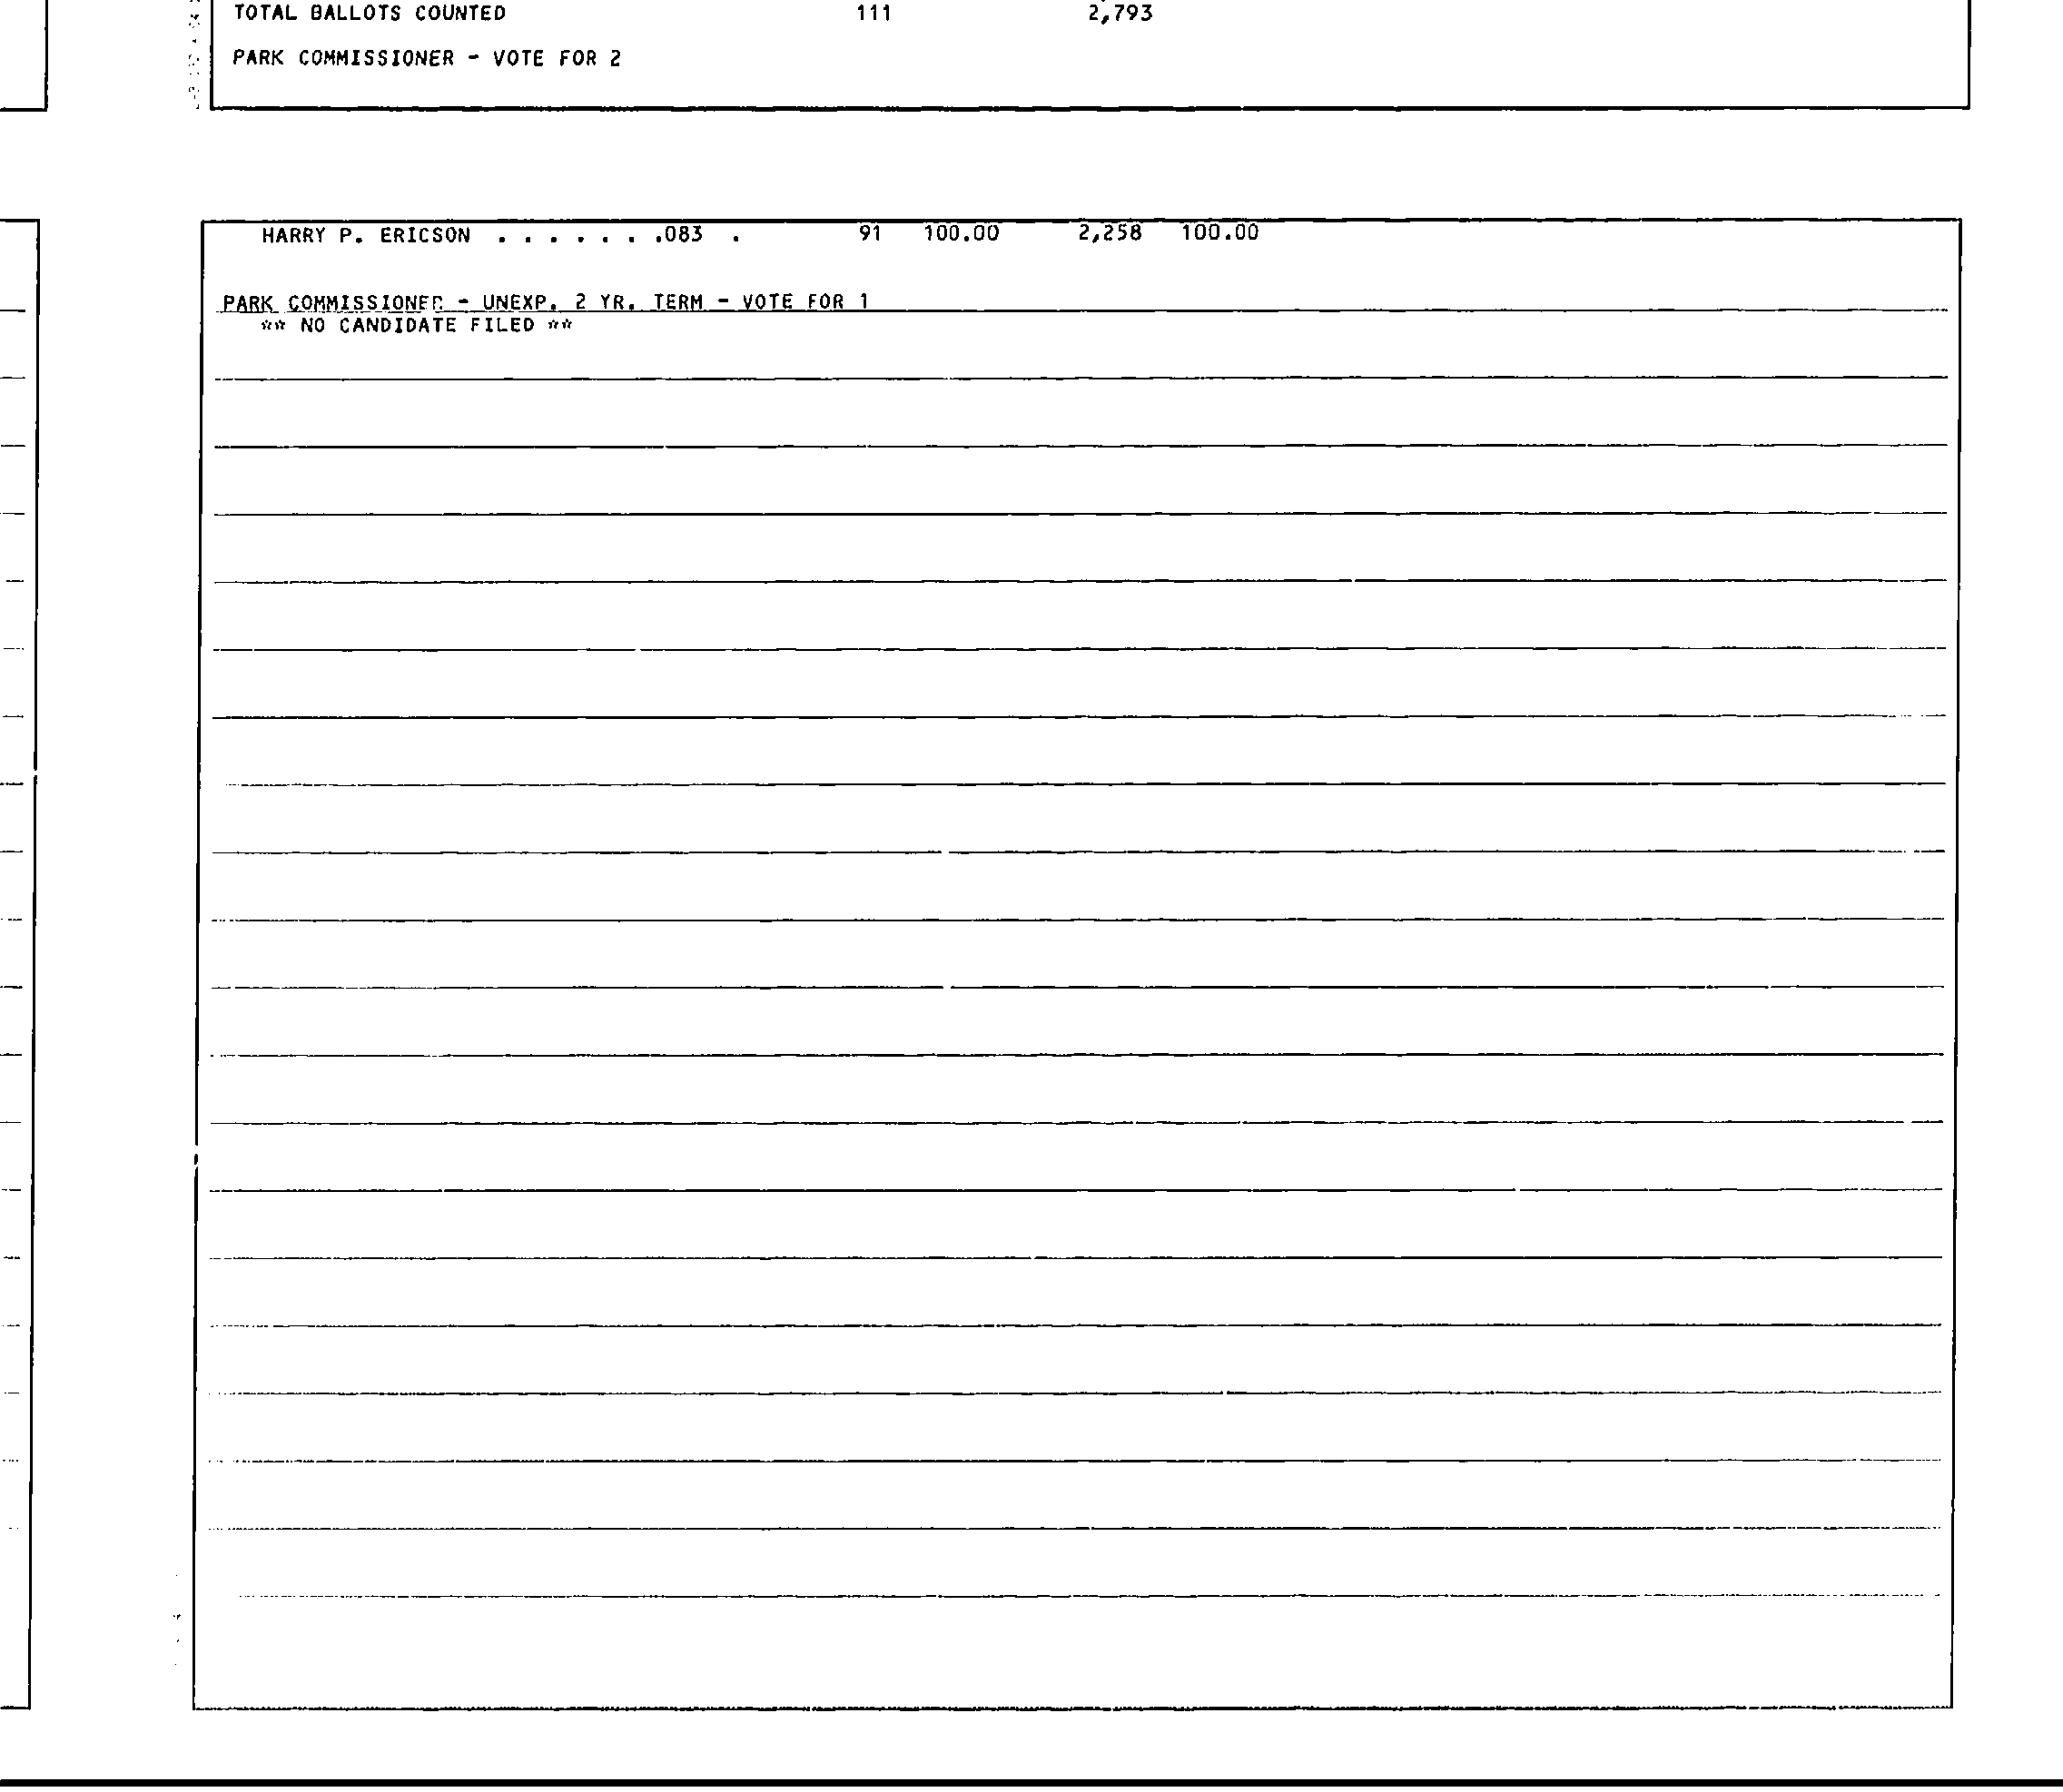 TOTAL BALLOTS COUNTED 111 2,793
PARK COMMISSIONER - VOTE FOR 2
HARRY P. ERICSON . . . . . . .083 . 91 100.00 2,258 100.00
PARK COMMISSIONER - UNEXP. 2 YR. TERM - VOTE FOR 1
** NO CANDIDATE FILED **